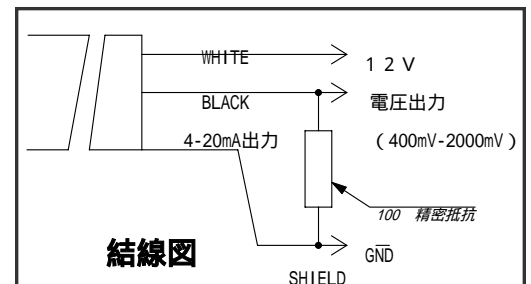 WHITE
12V
BLACK
電圧出力
4-20mA出力
(400mV-2000mV)
100 精密抵抗
結線図
GND
SHIELD